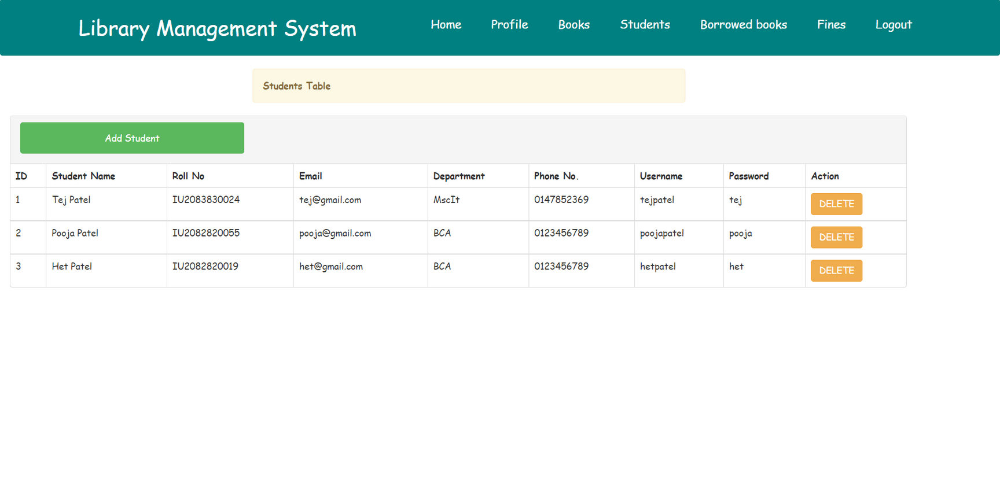 Library Management System Home Profile Books Students Borrowed books Fines Logout
Students Table
Add Student
ID Student Name Roll No Email Department Phone No. Username Password Action
1 Tej Patel IU2083830024 tej@gmail.com MscIt 0147852369 tejpatel tej DELETE
2 Pooja Patel IU2082820055 pooja@gmail.com BCA 0123456789 poojapatel pooja DELETE
3 Het Patel IU2082820019 het@gmail.com BCA 0123456789 hetpatel het DELETE